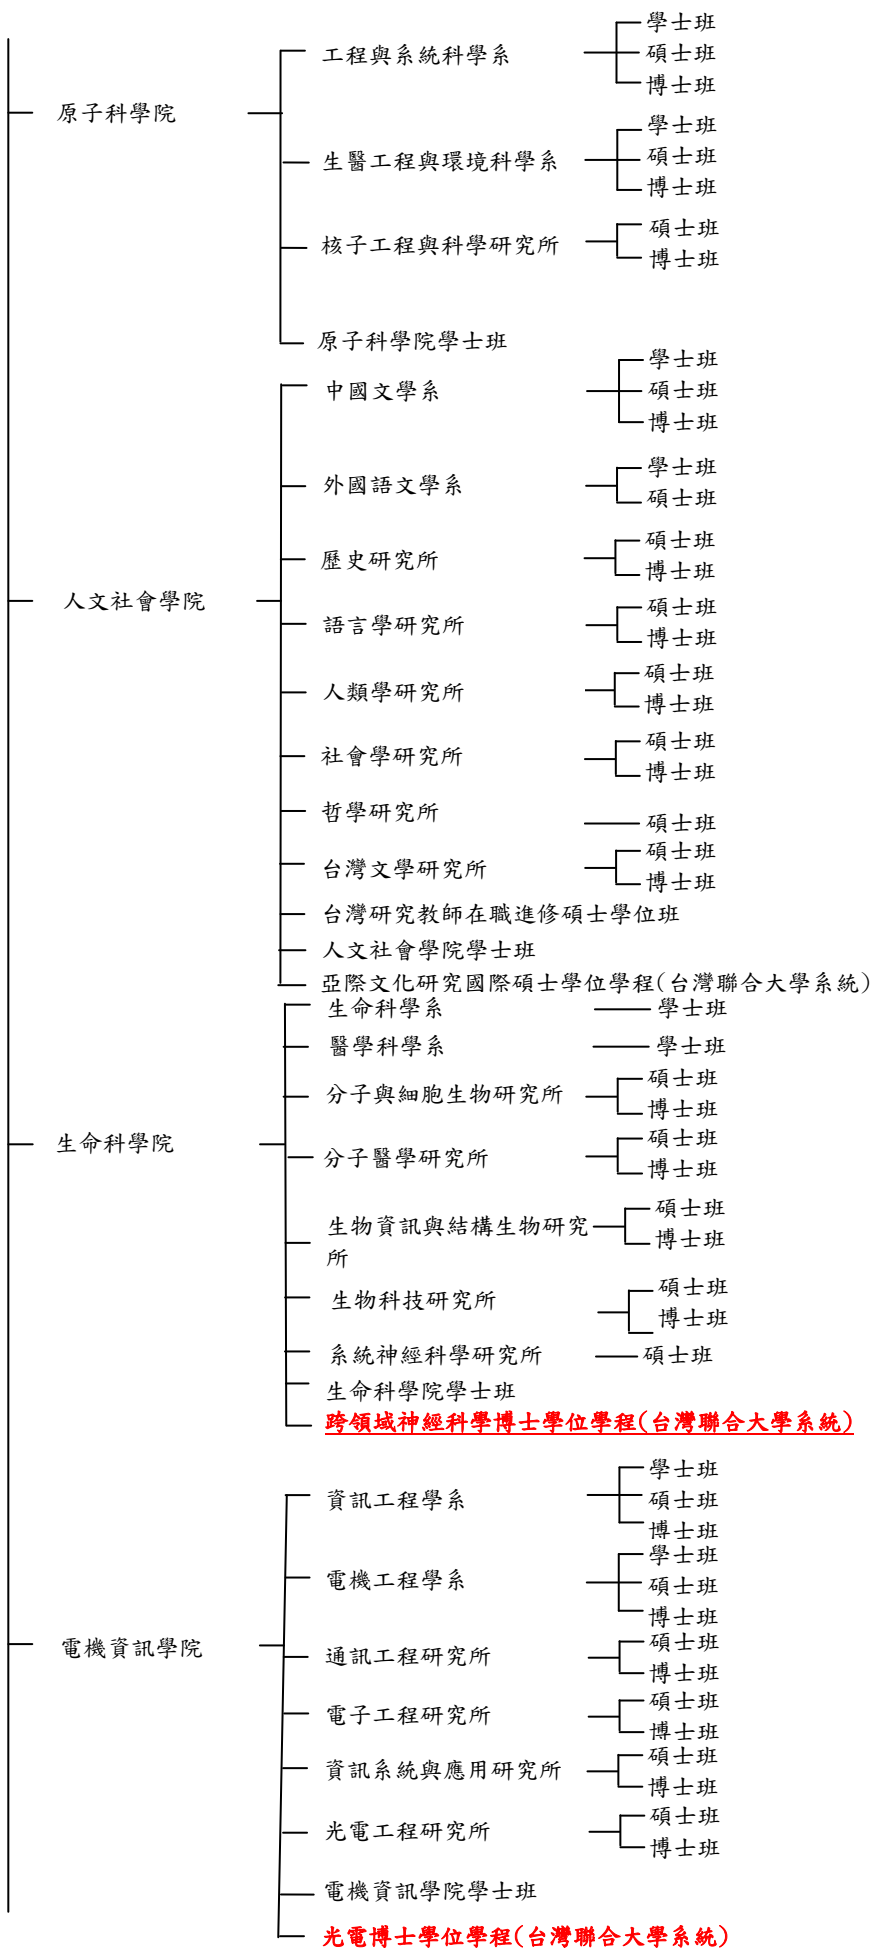 原子科學院
工程與系統科學系
學士班
碩士班
博士班
生醫工程與環境科學系
學士班
碩士班
博士班
核子工程與科學研究所
碩士班
博士班
原子科學院學士班
人文社會學院
中國文學系
學士班
碩士班
博士班
外國語文學系
學士班
碩士班
歷史研究所
碩士班
博士班
語言學研究所
碩士班
博士班
人類學研究所
碩士班
博士班
社會學研究所
碩士班
博士班
哲學研究所
碩士班
台灣文學研究所
碩士班
博士班
台灣研究教師在職進修碩士學位班
人文社會學院學士班
亞際文化研究國際碩士學位學程(台灣聯合大學系統)
生命科學院
生命科學系
學士班
醫學科學系
學士班
分子與細胞生物研究所
碩士班
博士班
分子醫學研究所
碩士班
博士班
生物資訊與結構生物研究
所
碩士班
博士班
生物科技研究所
碩士班
博士班
系統神經科學研究所
碩士班
生命科學院學士班
跨領域神經科學博士學位學程(台灣聯合大學系統)
電機資訊學院
資訊工程學系
學士班
碩士班
博士班
電機工程學系
學士班
碩士班
博士班
通訊工程研究所
碩士班
博士班
電子工程研究所
碩士班
博士班
資訊系統與應用研究所
碩士班
博士班
光電工程研究所
碩士班
博士班
電機資訊學院學士班
光電博士學位學程(台灣聯合大學系統)